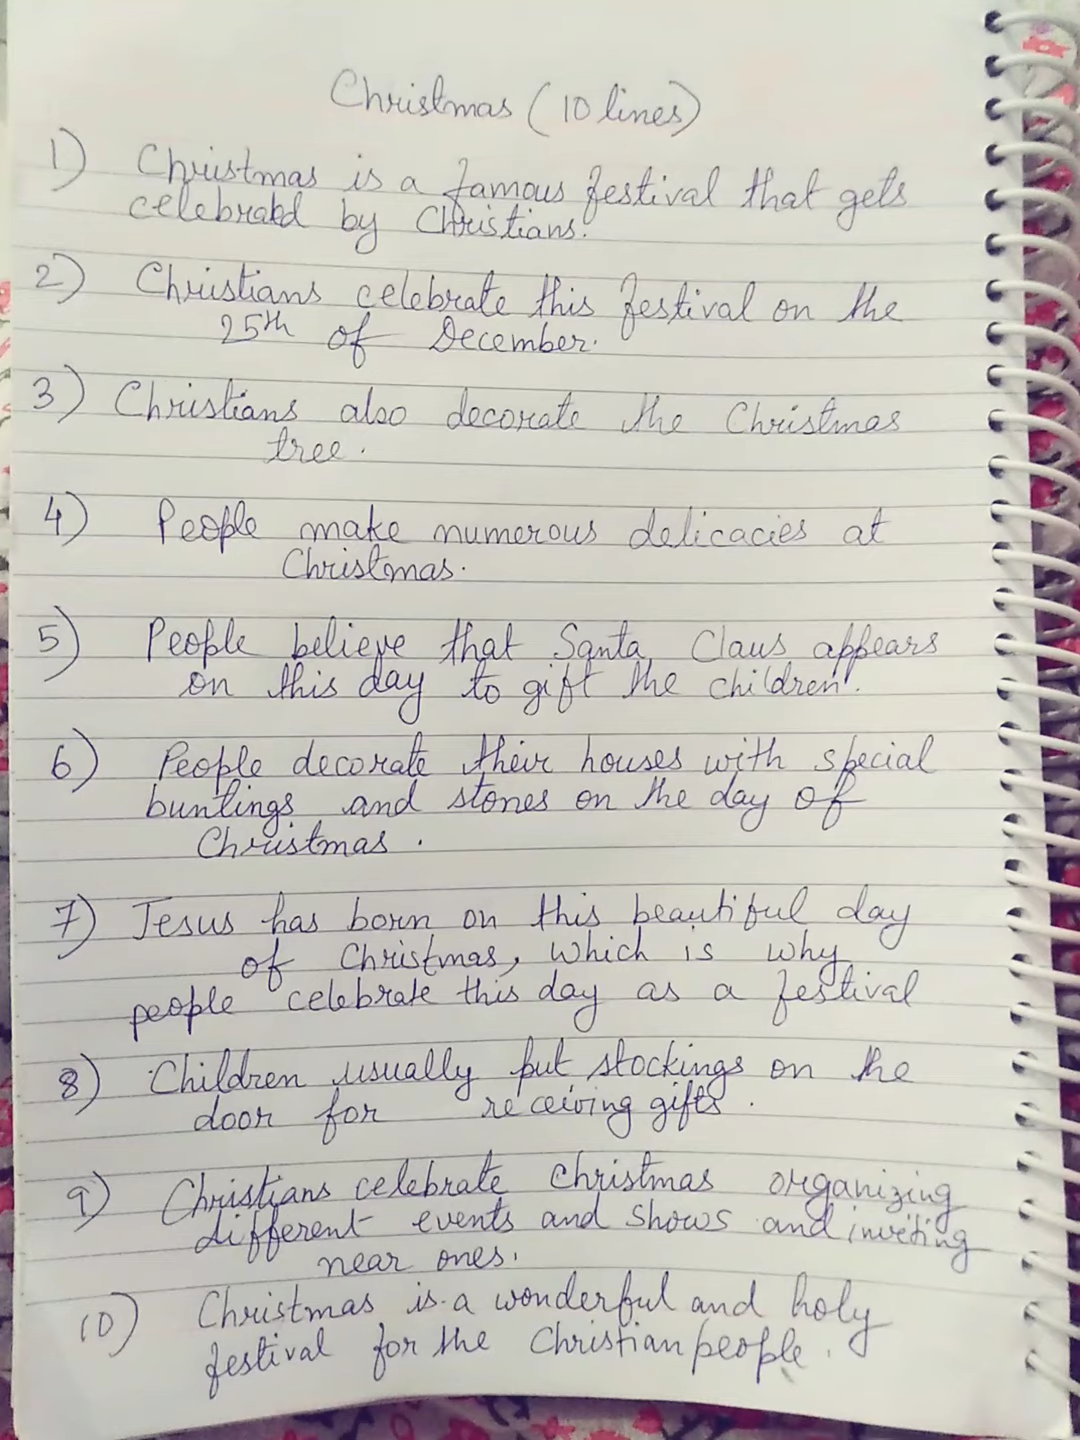 Christmas (10 lines)
1) Christmas is a famous festival that gets
celebrated by Christians.
2) Christians celebrate this festival on the
25th of December.
3) Christians also decorate the Christmas
tree.
4) People make numerous delicacies at
Christmas.
5) People believe that Santa Claus appears
on this day to gift the children.
6) People decorate their houses with special
buntings and stones on the day of
Christmas.
7) Jesus has born on this beautiful day
of Christmas, which is why
people celebrate this day as a festival
8) Children usually put stockings on the
door for receiving gifts.
9) Christians celebrate Christmas organizing
different events and shows and inviting
near ones.
10) Christmas is a wonderful and holy
festival for the Christian people.